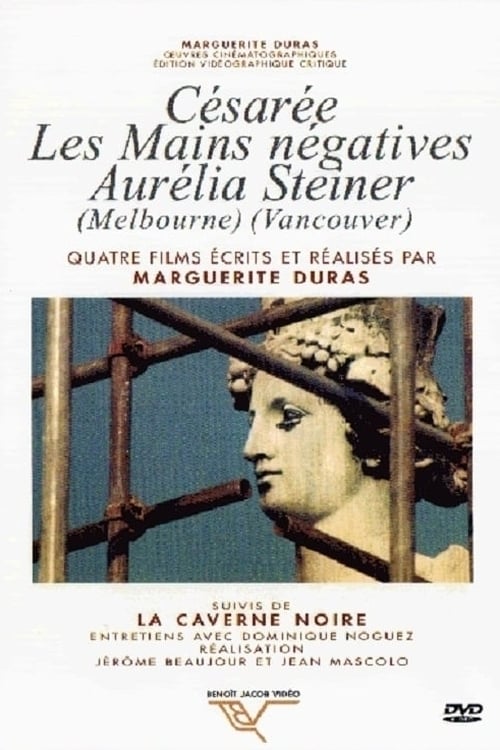 MARGUERITE DURAS
ŒUVRES CINÉMATOGRAPHIQUES
ÉDITION VIDÉOGRAPHIQUE CRITIQUE
Césarée
Les Mains négatives
Aurélia Steiner
(Melbourne) (Vancouver)
QUATRE FILMS ÉCRITS ET RÉALISÉS PAR
MARGUERITE DURAS
SUIVIS DE
LA CAVERNE NOIRE
ENTRETIENS AVEC DOMINIQUE NOGUEZ
RÉALISATION
JÉRÔME BEAUJOUR ET JEAN MASCOLO
BENOÎT JACOB VIDÉO
DVD